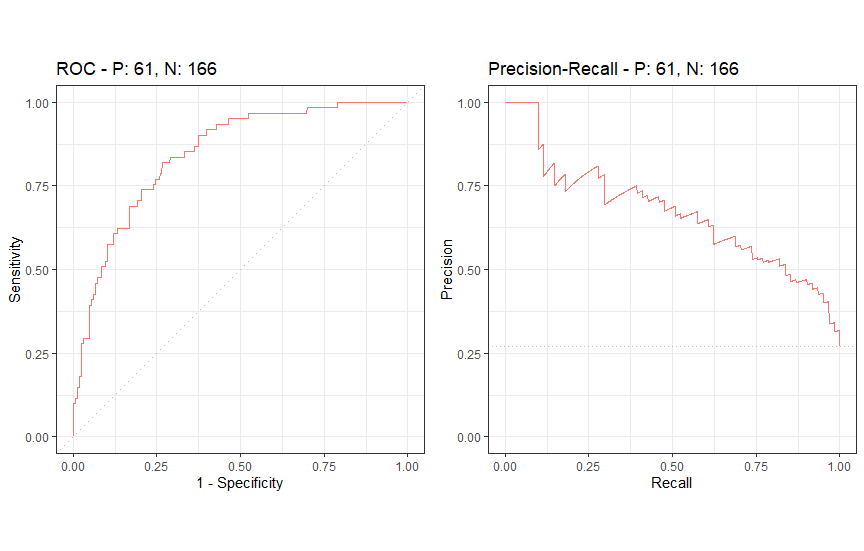 ROC - P: 61, N: 166
1.00
0.75
0.50
0.25
0.00
Sensitivity
0.00 0.25 0.50 0.75 1.00
1 - Specificity
Precision-Recall - P: 61, N: 166
1.00
0.75
0.50
0.25
0.00
Precision
0.00 0.25 0.50 0.75 1.00
Recall